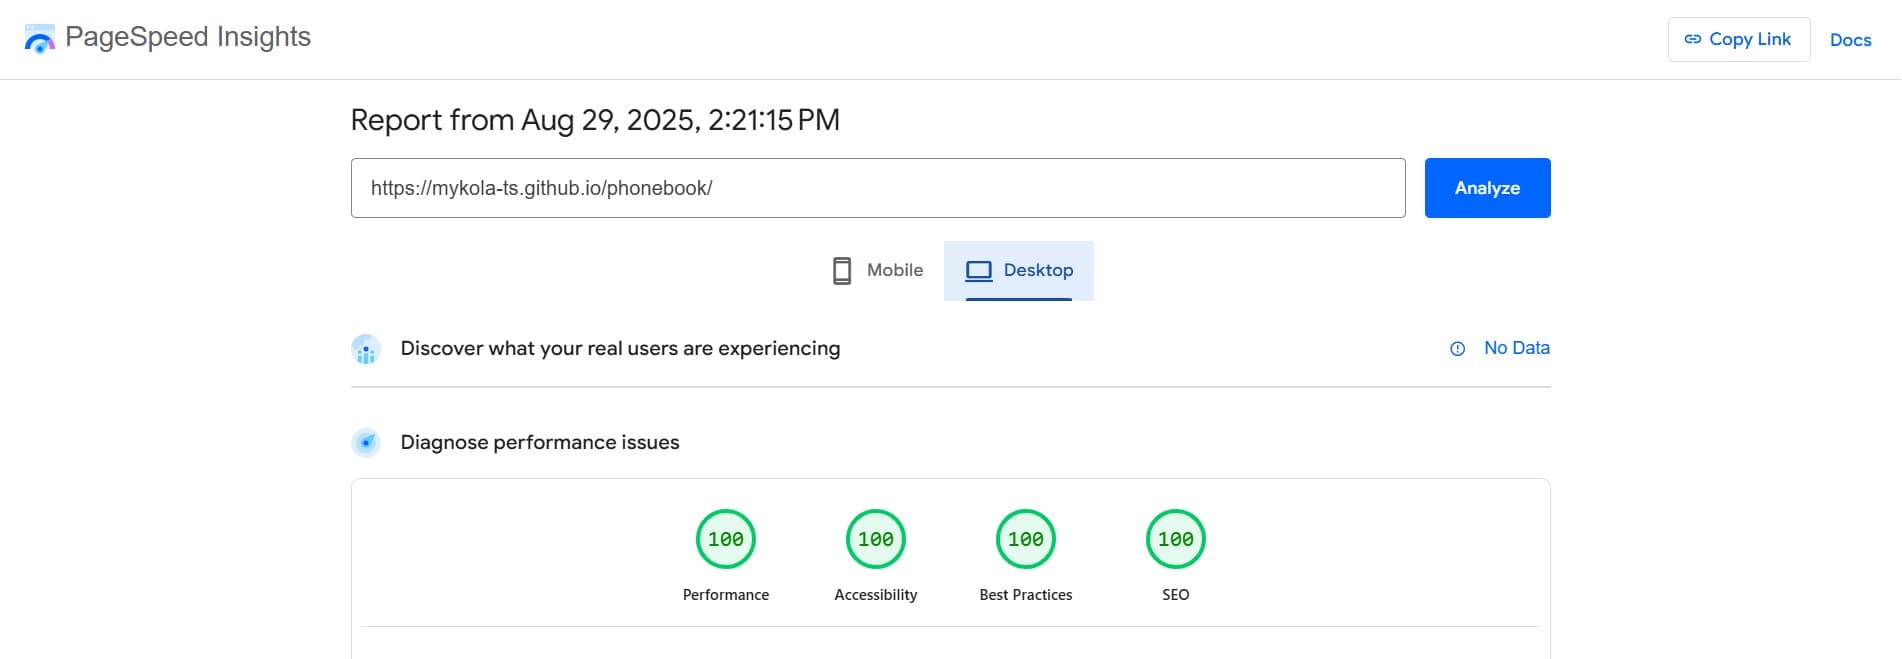 PageSpeed Insights
Copy Link
Docs
Report from Aug 29, 2025, 2:21:15 PM
https://mykola-ts.github.io/phonebook/
Analyze
Mobile
Desktop
Discover what your real users are experiencing
No Data
Diagnose performance issues
100
100
100
100
Performance
Accessibility
Best Practices
SEO